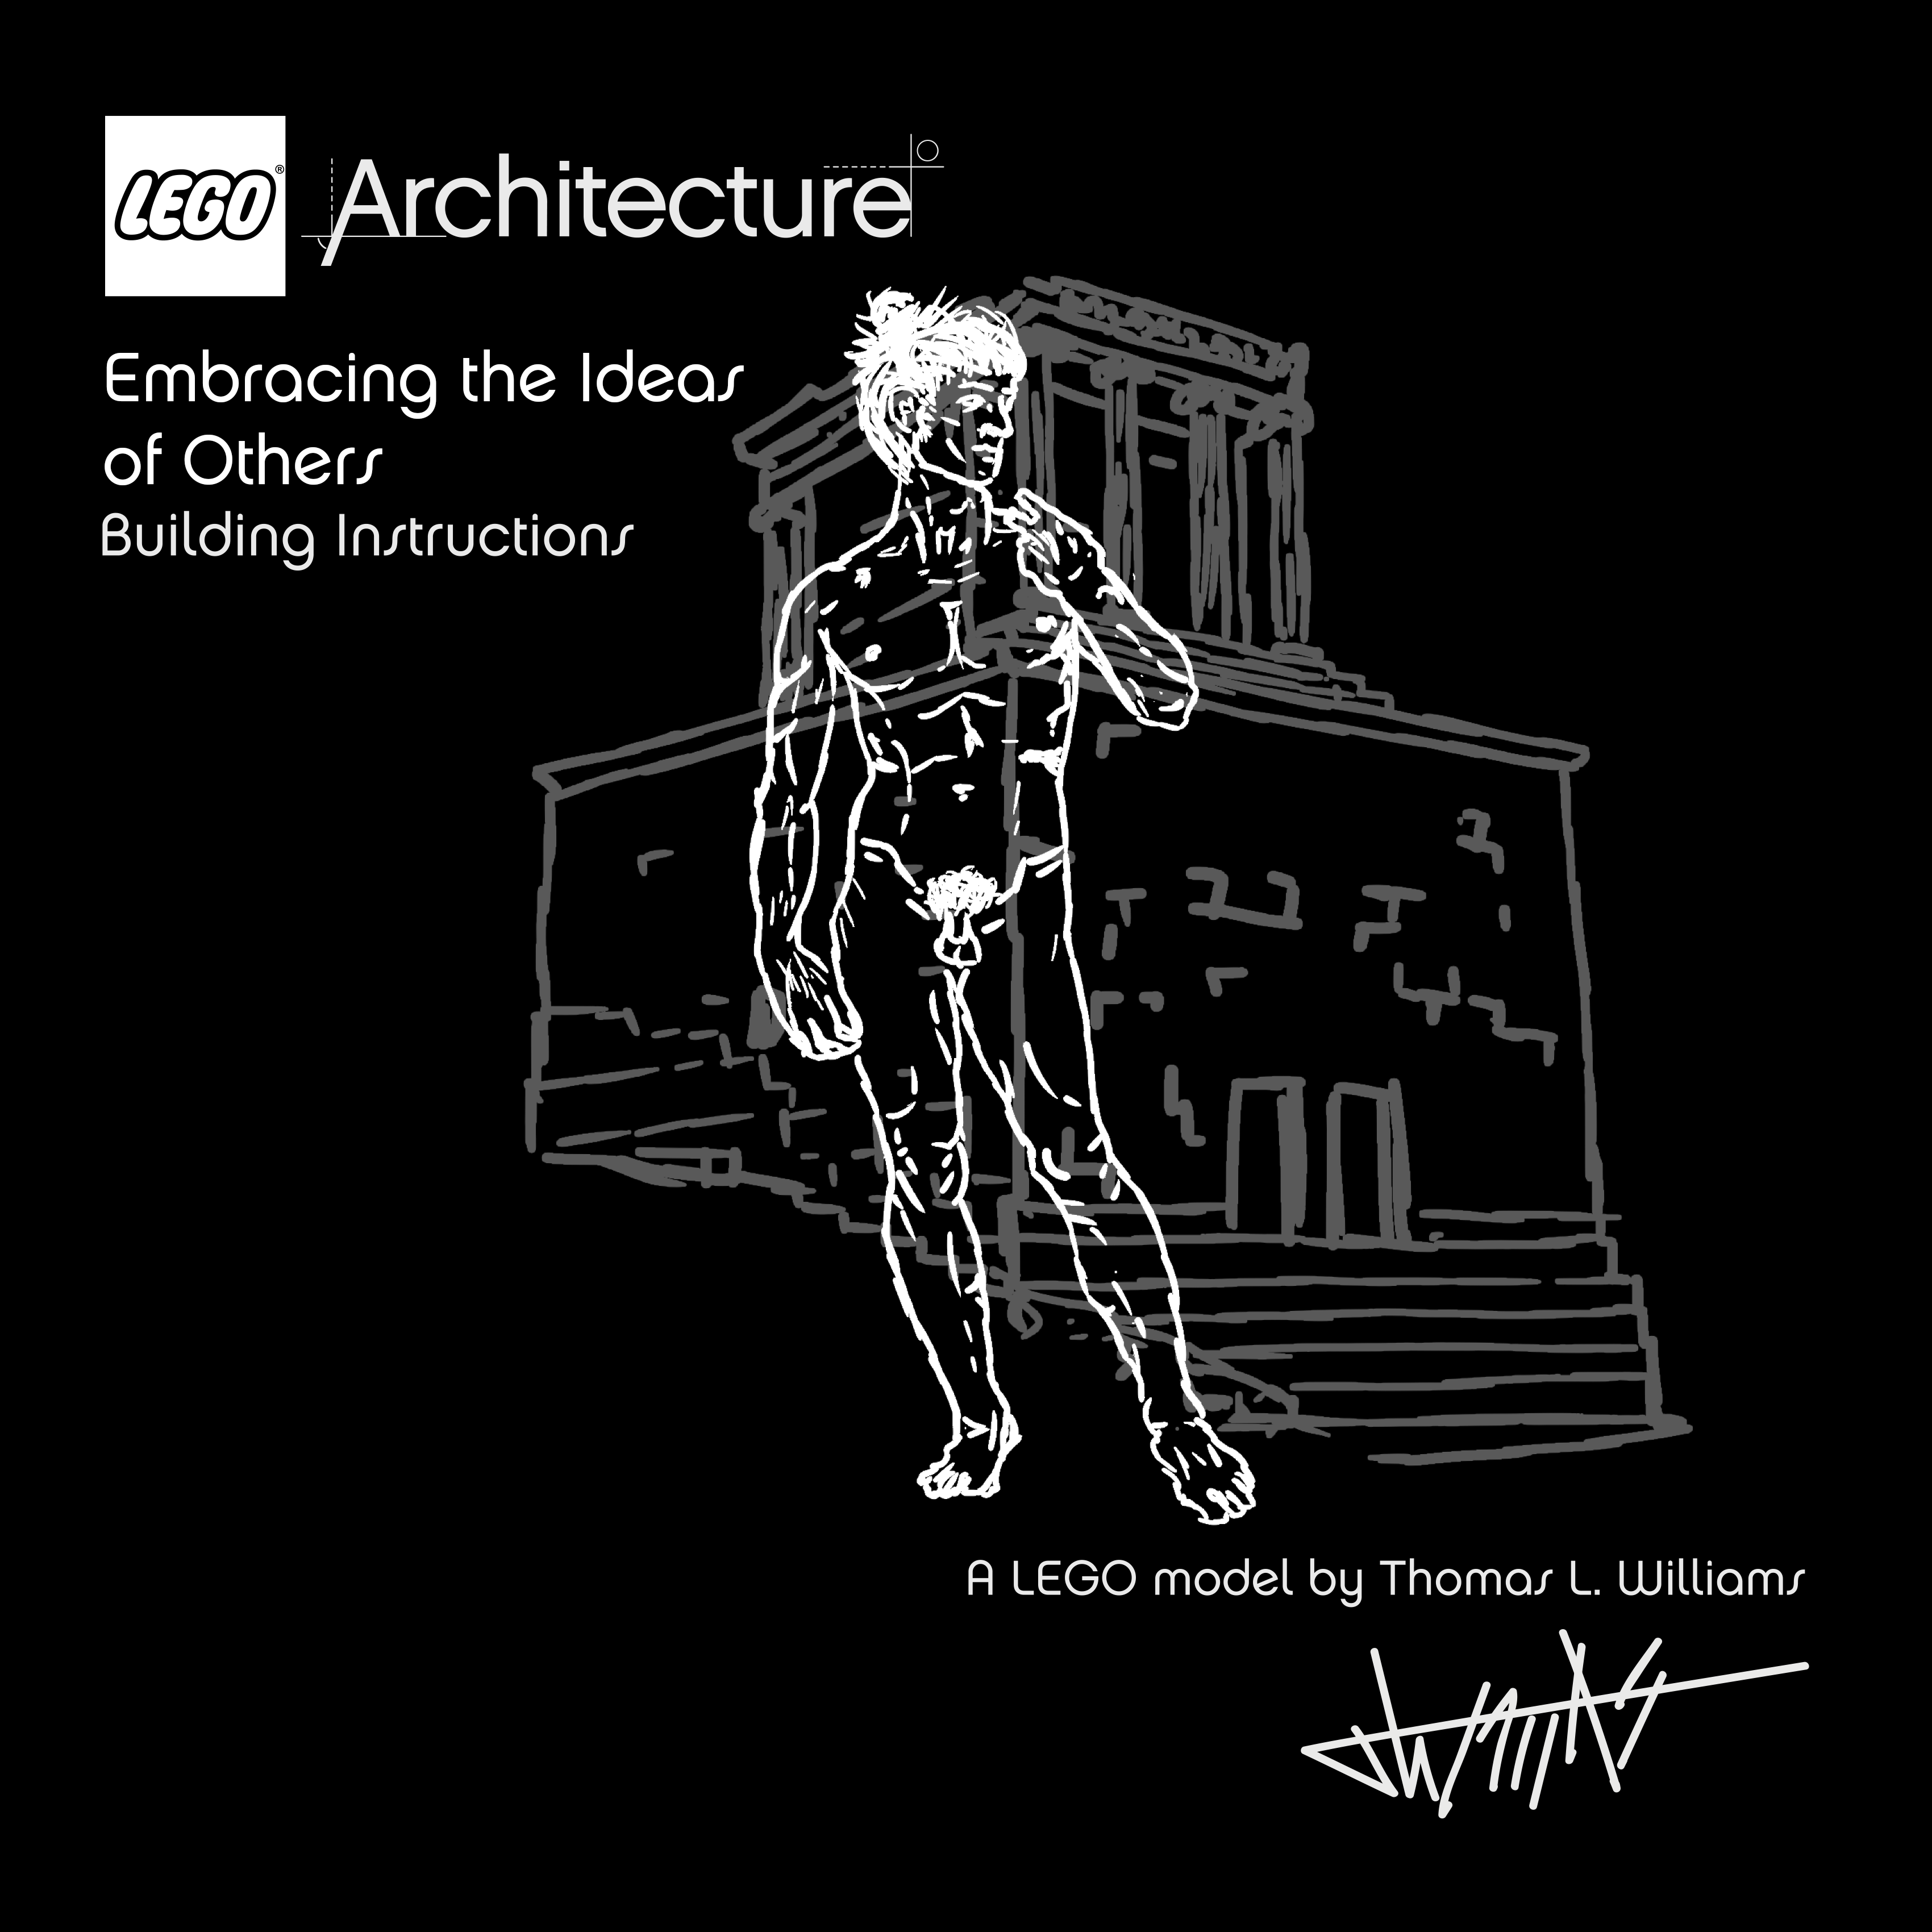 LEGO® Architecture
Embracing the Ideas
of Others
Building Instructions
A LEGO model by Thomas L. Williams